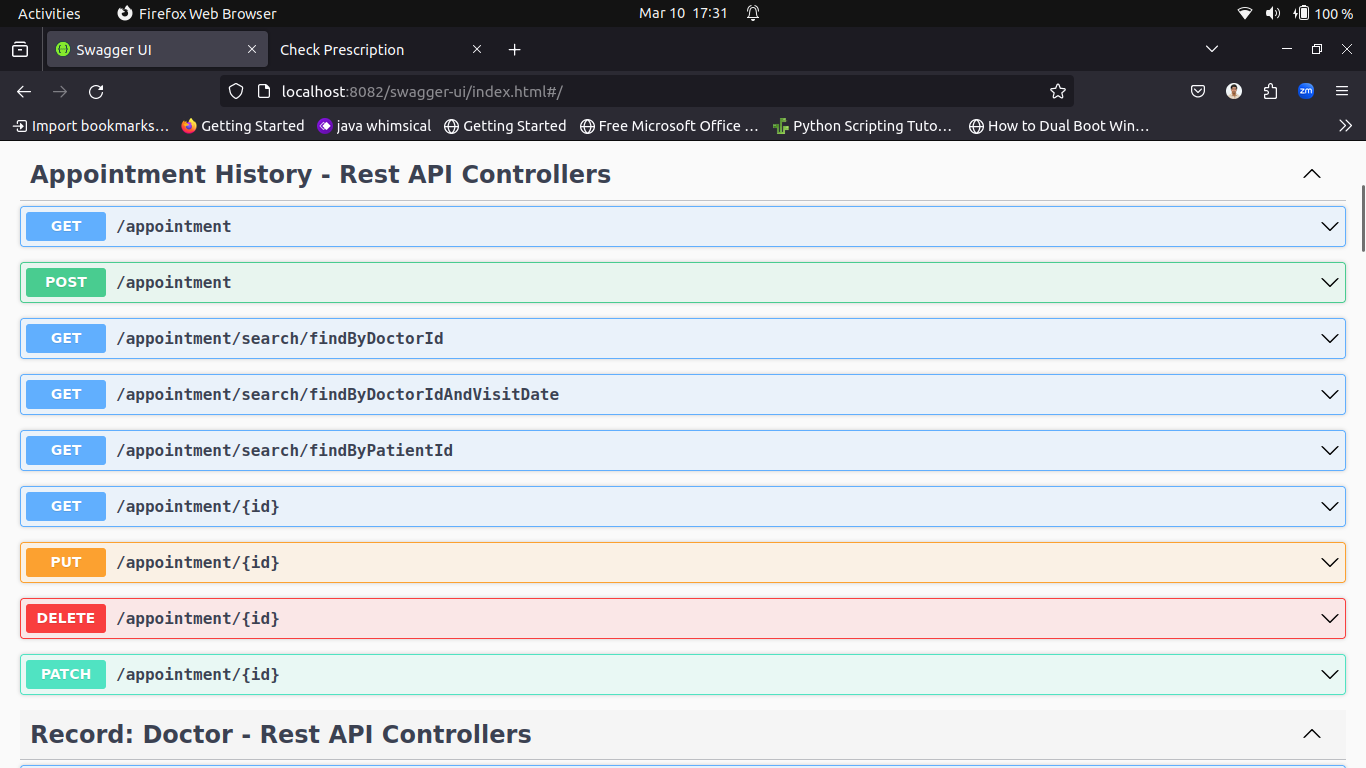 Activities Firefox Web Browser Mar 10 17:31 100 %
Swagger UI Check Prescription
localhost:8082/swagger-ui/index.html#/
zm
Import bookmarks… Getting Started java whimsical Getting Started Free Microsoft Office … Python Scripting Tuto… How to Dual Boot Win…
Appointment History - Rest API Controllers
GET /appointment
POST /appointment
GET /appointment/search/findByDoctorId
GET /appointment/search/findByDoctorIdAndVisitDate
GET /appointment/search/findByPatientId
GET /appointment/{id}
PUT /appointment/{id}
DELETE /appointment/{id}
PATCH /appointment/{id}
Record: Doctor - Rest API Controllers